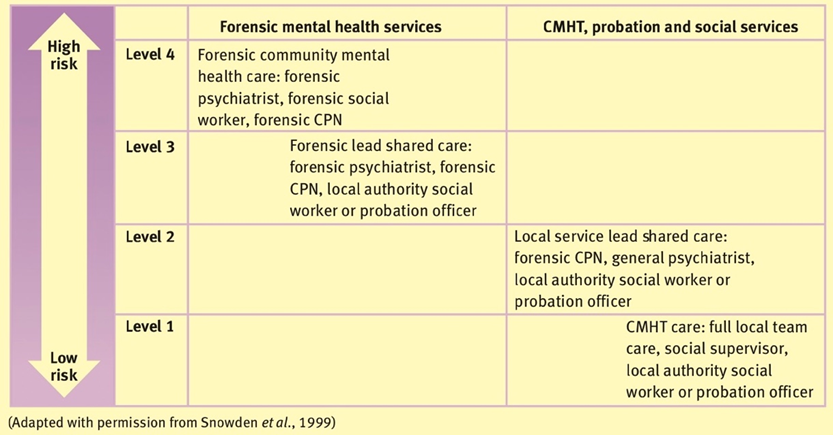 Forensic mental health services
CMHT, probation and social services
High
risk
Level 4
Forensic community mental
health care: forensic
psychiatrist, forensic social
worker, forensic CPN
Level 3
Forensic lead shared care:
forensic psychiatrist, forensic
CPN, local authority social
worker or probation officer
Level 2
Local service lead shared care:
forensic CPN, general psychiatrist,
local authority social worker or
probation officer
Level 1
CMHT care: full local team
care, social supervisor,
local authority social
worker or probation officer
Low
risk
(Adapted with permission from Snowden et al., 1999)